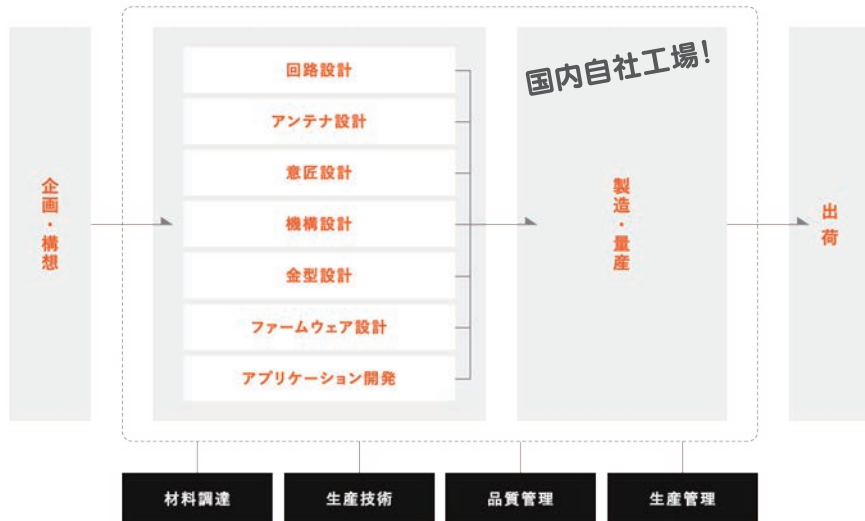 企画・構想
回路設計
アンテナ設計
意匠設計
機構設計
金型設計
ファームウェア設計
アプリケーション開発
国内自社工場!
製造・量産
出荷
材料調達
生産技術
品質管理
生産管理